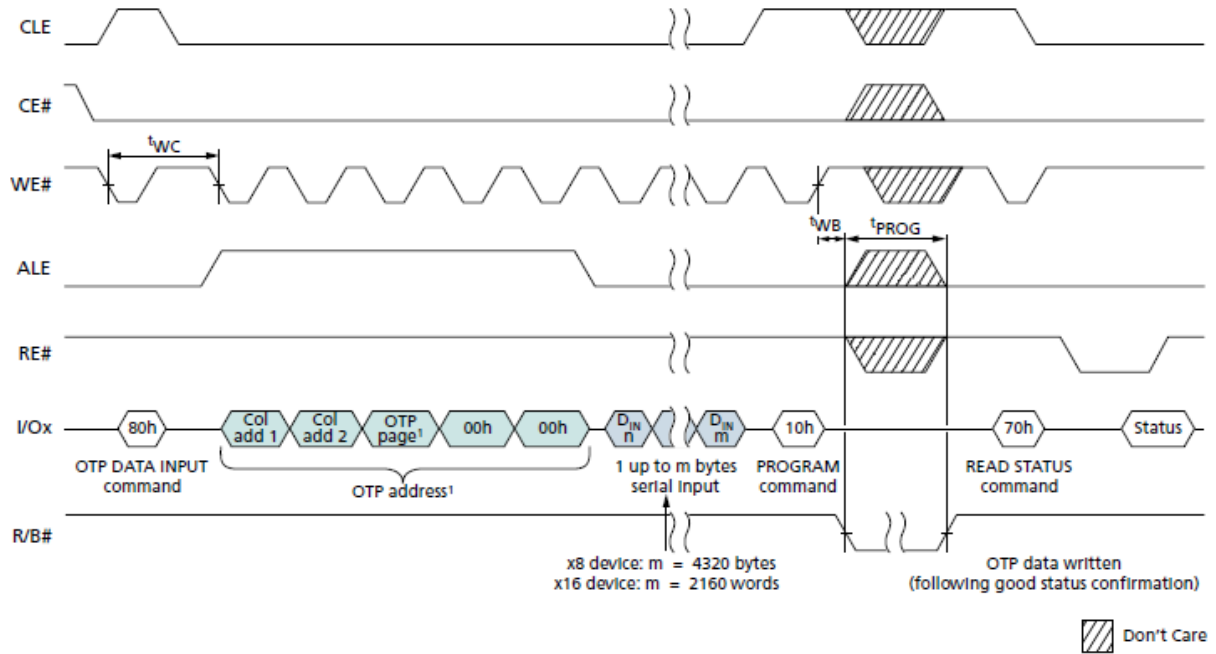 CLE
CE#
tWC
WE#
tWB
tPROG
ALE
RE#
I/Ox
80h
Col
add 1
Col
add 2
OTP
page1
00h
00h
DIN
n
DIN
m
10h
70h
Status
OTP DATA INPUT
command
OTP address1
1 up to m bytes
serial input
PROGRAM
command
READ STATUS
command
R/B#
x8 device: m = 4320 bytes
x16 device: m = 2160 words
OTP data written
(following good status confirmation)
Don't Care